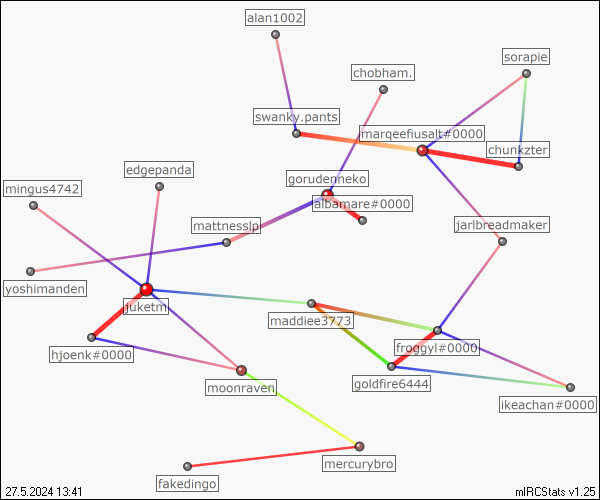 alan1002
sorapie
chobham.
swanky.pants
marqeefiusalt#0000
chunkzter
edgepanda
gorudenneko
mingus4742
albamare#0000
mattnesslp
jarlbreadmaker
yoshimanden
juketm
maddiee3773
hjoenk#0000
froggyl#0000
moonraven
goldfire6444
ikeachan#0000
mercurybro
fakedingo
27.5.2024 13:41
mIRCStats v1.25